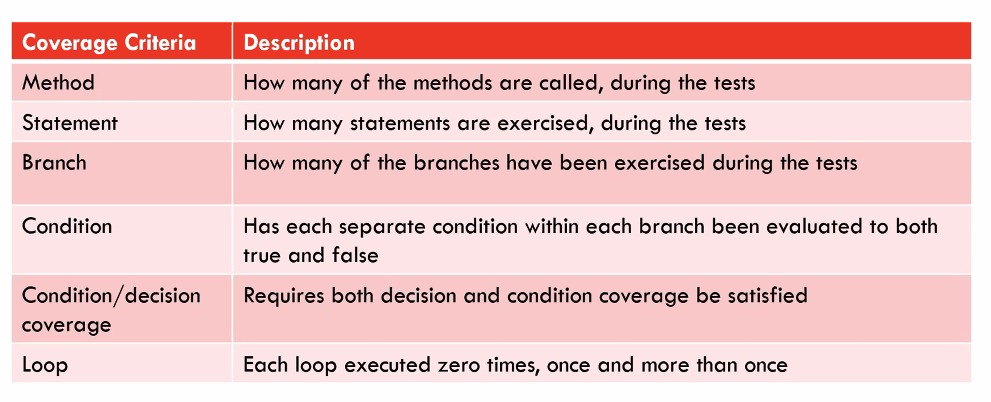 Coverage Criteria Description
Method How many of the methods are called, during the tests
Statement How many statements are exercised, during the tests
Branch How many of the branches have been exercised during the tests
Condition Has each separate condition within each branch been evaluated to both
true and false
Condition/decision Requires both decision and condition coverage be satisfied
coverage
Loop Each loop executed zero times, once and more than once